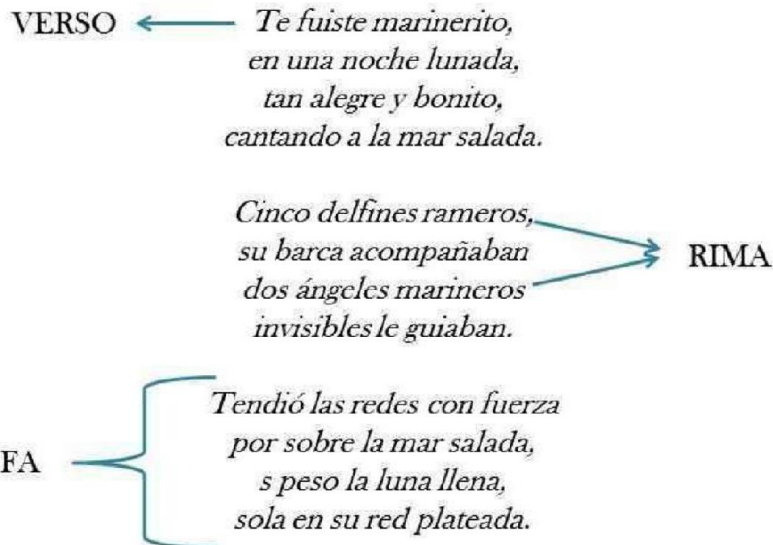 VERSO
Te fuiste marinerito,
en una noche lunada,
tan alegre y bonito,
cantando a la mar salada.
Cinco delfines rameros,
su barca acompañaban
dos ángeles marineros
invisibles le guiaban.
RIMA
Tendió las redes con fuerza
por sobre la mar salada,
s peso la luna llena,
sola en su red plateada.
FA